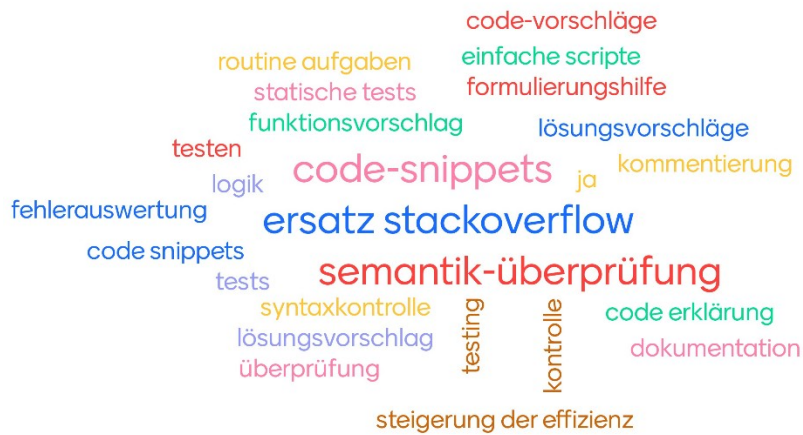 code-vorschläge
routine aufgaben
einfache scripte
statische tests
formulierungshilfe
funktionsvorschlag
lösungsvorschläge
testen
code-snippets
kommentierung
logik
ja
fehlerauswertung
ersatz stackoverflow
code snippets
semantik-überprüfung
tests
syntaxkontrolle
testing
kontrolle
code erklärung
lösungsvorschlag
dokumentation
überprüfung
steigerung der effizienz